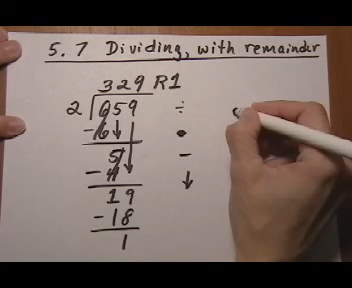 5.7 Dividing, with remainder
329 R1
2 659 ÷
-6 •
5 -
-4 ↓
19
-18
1